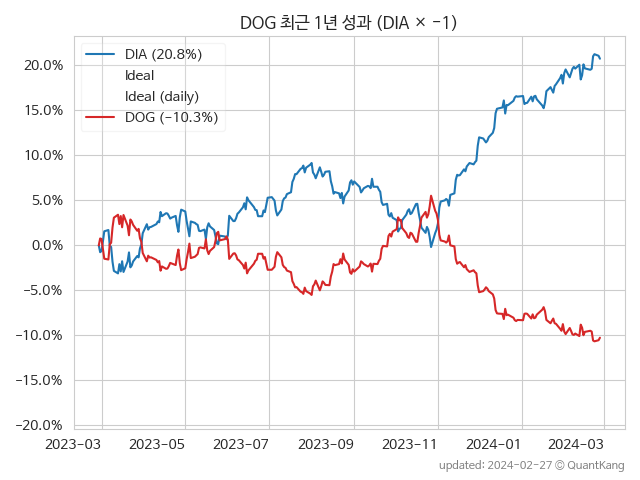 DOG 최근 1년 성과 (DIA × −1)
DIA (20.8%)
Ideal
Ideal (daily)
DOG (−10.3%)
20.0%
15.0%
10.0%
5.0%
0.0%
−5.0%
−10.0%
−15.0%
−20.0%
2023-03 2023-05 2023-07 2023-09 2023-11 2024-01 2024-03
updated: 2024-02-27 © QuantKang